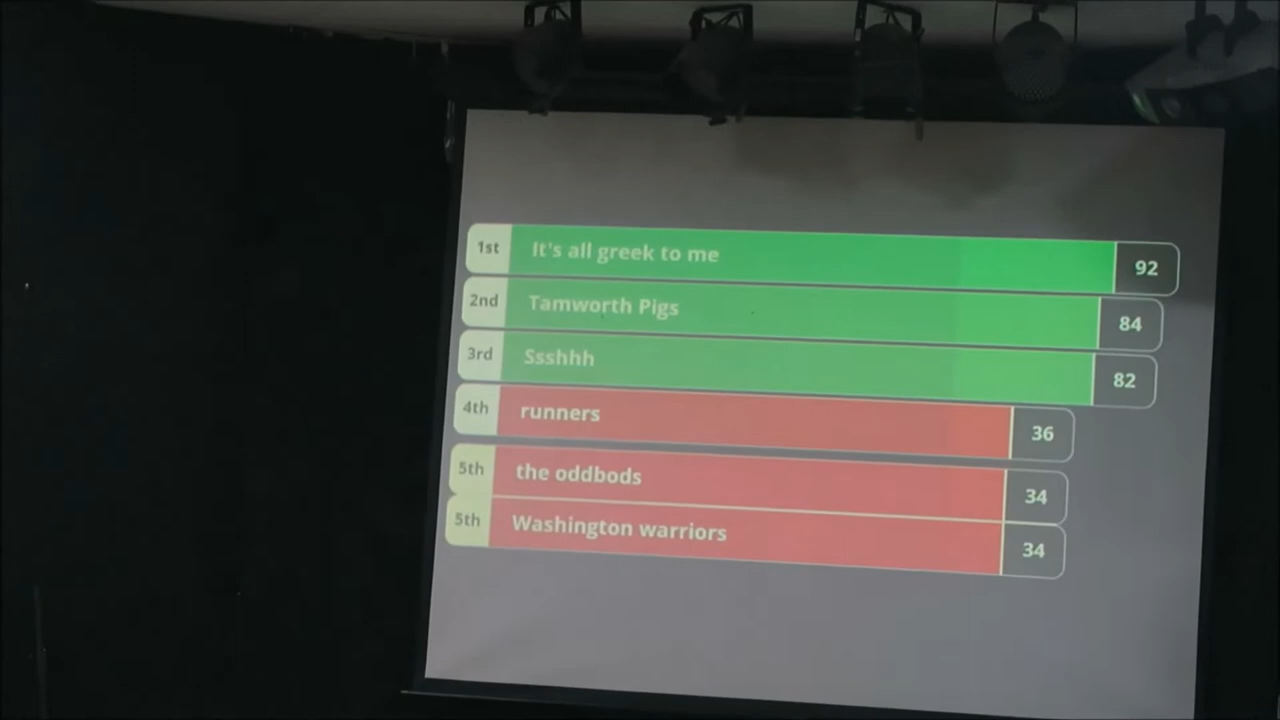 1st It's all greek to me 92
2nd Tamworth Pigs 84
3rd Ssshhh 82
4th runners 36
5th the oddbods 34
5th Washington warriors 34